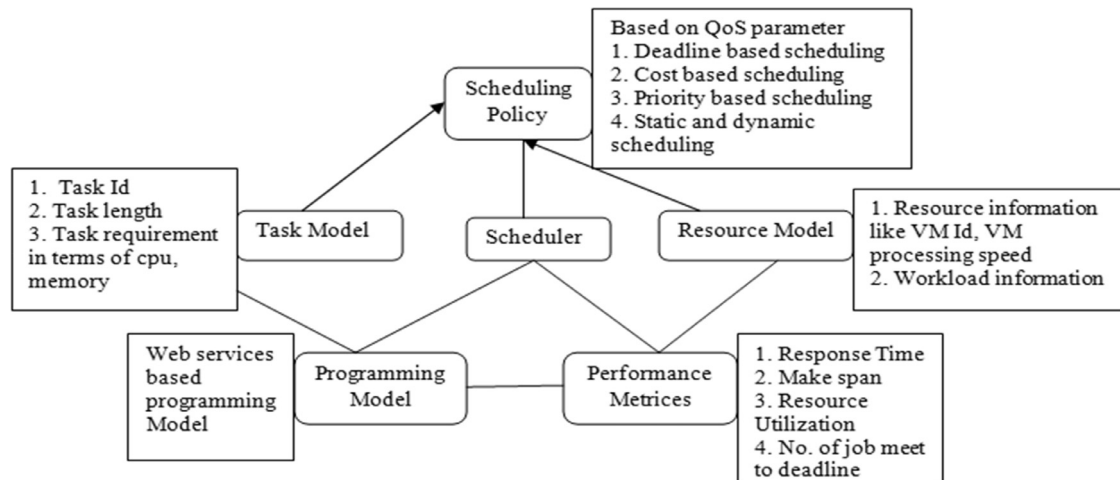 Based on QoS parameter
1. Deadline based scheduling
2. Cost based scheduling
3. Priority based scheduling
4. Static and dynamic
scheduling
Scheduling
Policy
1. Task Id
2. Task length
3. Task requirement
in terms of cpu,
memory
Task Model
Scheduler
Resource Model
1. Resource information
like VM Id, VM
processing speed
2. Workload information
Web services
based
programming
Model
Programming
Model
Performance
Metrices
1. Response Time
2. Make span
3. Resource
Utilization
4. No. of job meet
to deadline